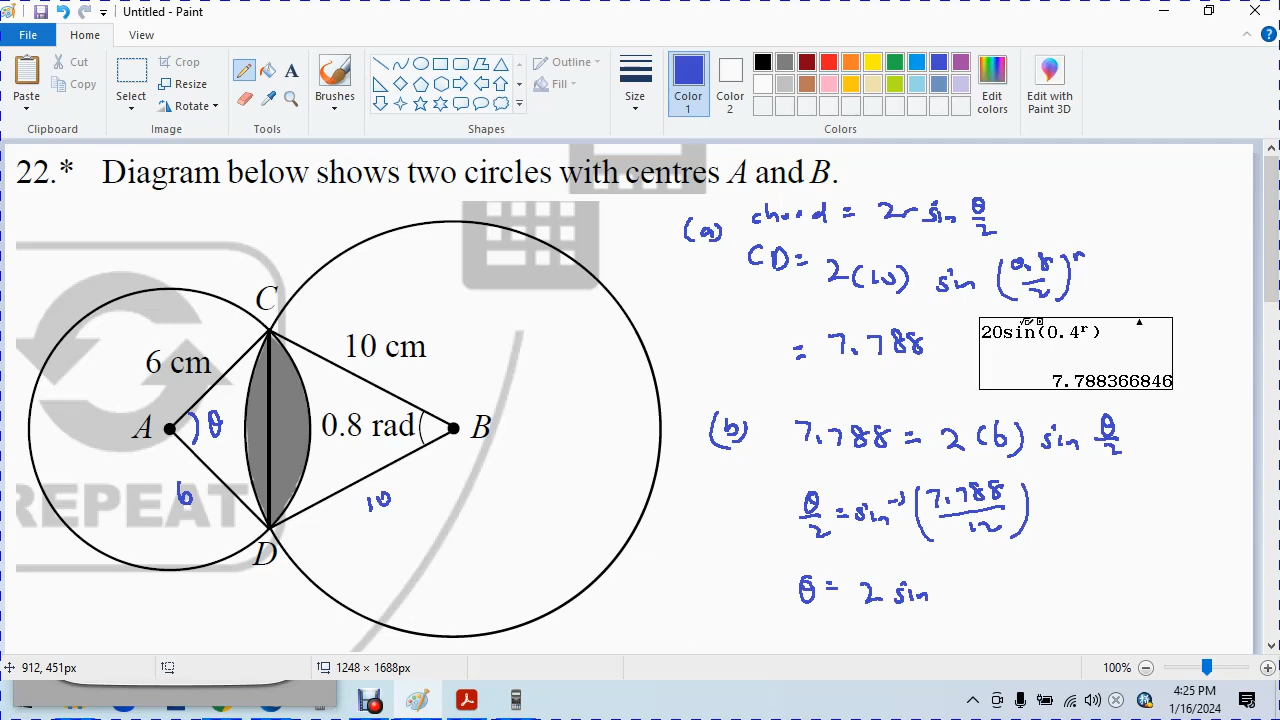 Untitled - Paint
File Home View
Paste
Cut
Copy
Clipboard
Select
Crop
Resize
Rotate
Image
Tools
Brushes
Shapes
Outline
Fill
Size
Color 1
Color 2
Edit colors
Edit with Paint 3D
Colors
22.* Diagram below shows two circles with centres A and B.
C
6 cm
10 cm
A
θ
0.8 rad
B
6
10
D
REPEAT
(a) chord = 2r sin θ/2
CD = 2(10) sin (0.8/2)ʳ
= 7.788
20sin(0.4ʳ)
7.788366846
(b) 7.788 = 2(6) sin θ/2
θ/2 = sin⁻¹(7.788/12)
θ = 2 sin
912, 451px
1248 × 1688px
100%
4:25 PM
1/16/2024